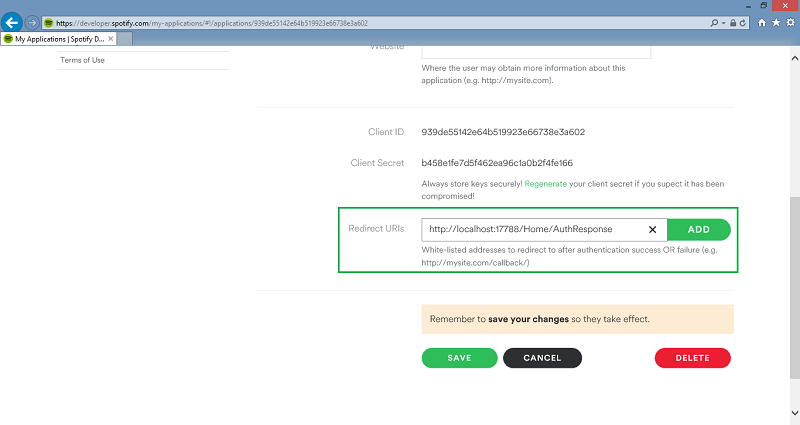 https://developer.spotify.com/my-applications/#!/applications/939de55142e64b519923e66738e3a602
My Applications | Spotify D...
Website
Terms of Use
Where the user may obtain more information about this
application (e.g. http://mysite.com).
Client ID
939de55142e64b519923e66738e3a602
Client Secret
b458e1fe7d5f462ea96c1a0b2f4fe166
Always store keys securely! Regenerate your client secret if you supect it has been
compromised!
Redirect URIs
http://localhost:17788/Home/AuthResponse
ADD
White-listed addresses to redirect to after authentication success OR failure (e.g.
http://mysite.com/callback/)
Remember to save your changes so they take effect.
SAVE
CANCEL
DELETE